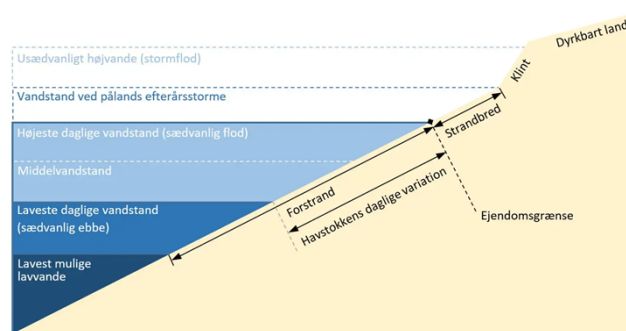 Dyrkbart land
Usædvanligt højvande (stormflod)
Klint
Vandstand ved pålands efterårsstorme
Strandbred
Højeste daglige vandstand (sædvanlig flod)
Middelvandstand
Forstrand
Havstokkens daglige variation
Laveste daglige vandstand
(sædvanlig ebbe)
Ejendomsgrænse
Lavest mulige
lavvande